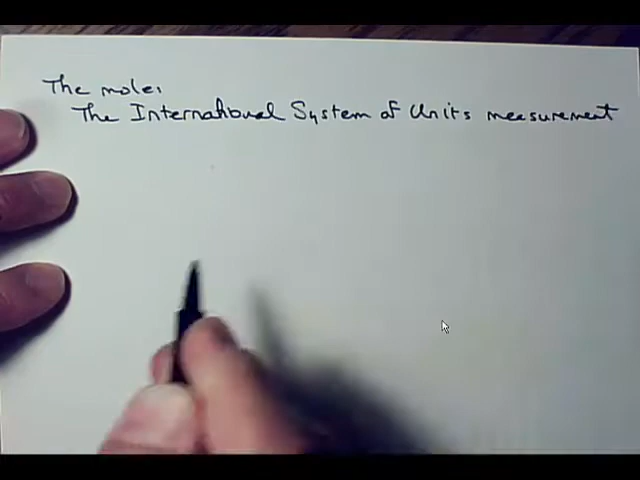 The mole:
The International System of Units measurement